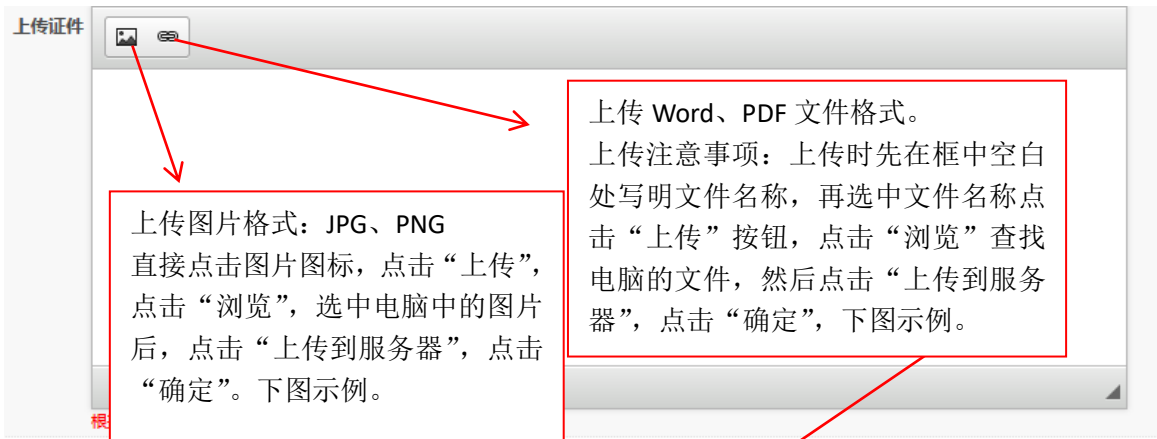 上传证件
上传 Word、PDF 文件格式。
上传注意事项：上传时先在框中空白
处写明文件名称，再选中文件名称点
击“上传”按钮，点击“浏览”查找
电脑的文件，然后点击“上传到服务
器”，点击“确定”，下图示例。
上传图片格式：JPG、PNG
直接点击图片图标，点击“上传”，
点击“浏览”，选中电脑中的图片
后，点击“上传到服务器”，点击
“确定”。下图示例。
根